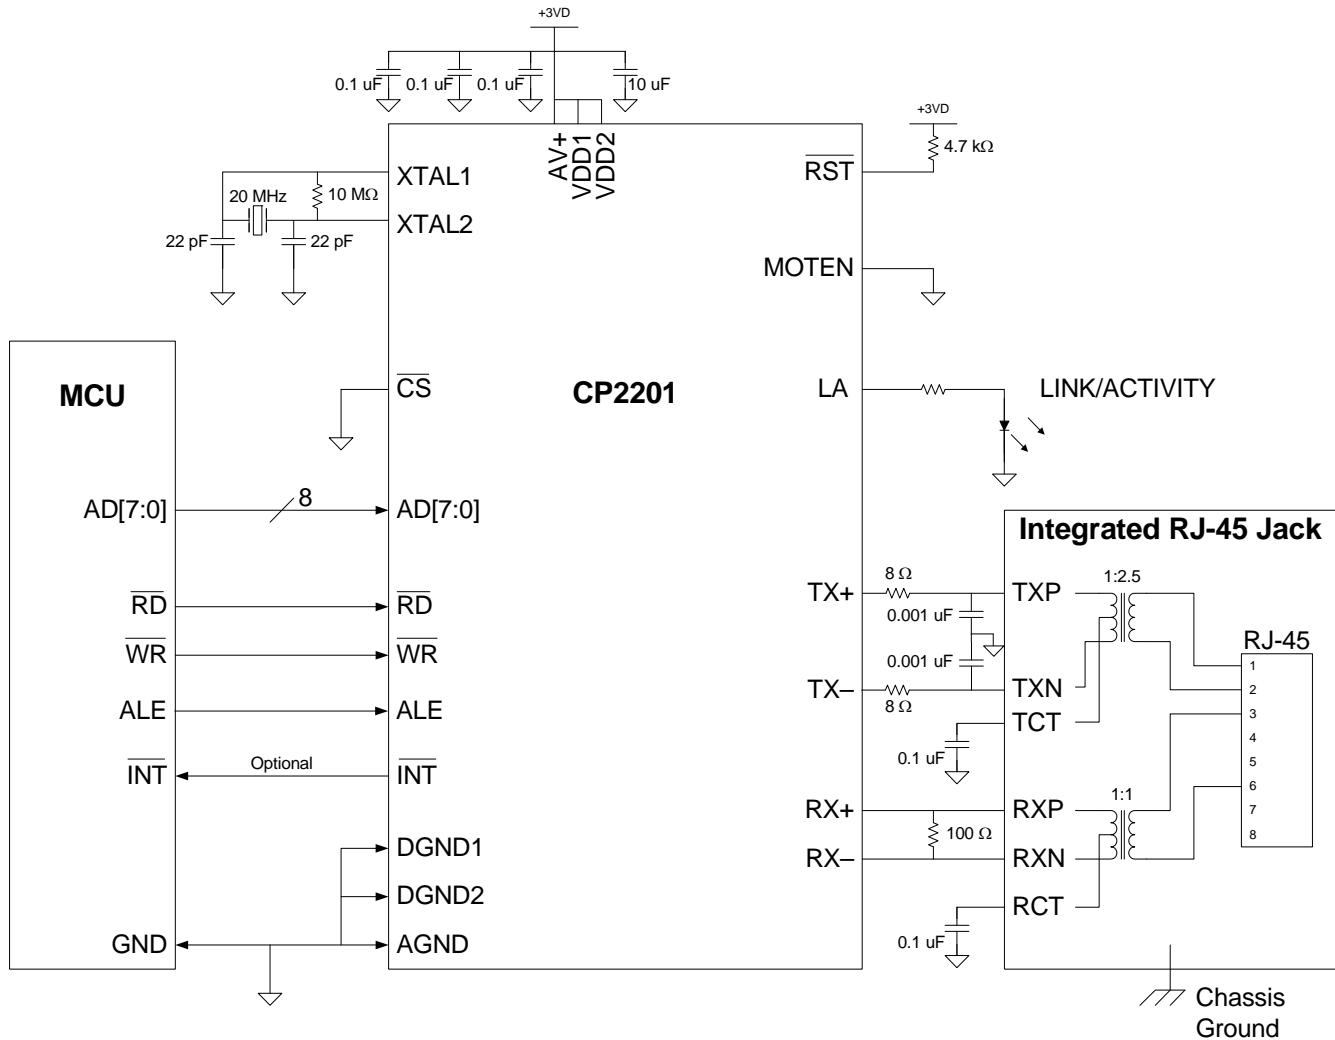 +3VD
0.1 uF
0.1 uF
0.1 uF
10 uF
AV+
VDD1
VDD2
+3VD
4.7 kΩ
XTAL1
RST
20 MHz
10 MΩ
XTAL2
22 pF
22 pF
MOTEN
MCU
CS
CP2201
LA
LINK/ACTIVITY
AD[7:0]
8
AD[7:0]
Integrated RJ-45 Jack
RD
RD
TX+
8 Ω
0.001 uF
TXP
1:2.5
WR
WR
0.001 uF
RJ-45
TX–
8 Ω
TXN
ALE
ALE
TCT
0.1 uF
INT
Optional
INT
1
2
3
4
5
6
7
8
RX+
RXP
1:1
100 Ω
DGND1
RX–
RXN
DGND2
RCT
GND
AGND
0.1 uF
Chassis
Ground